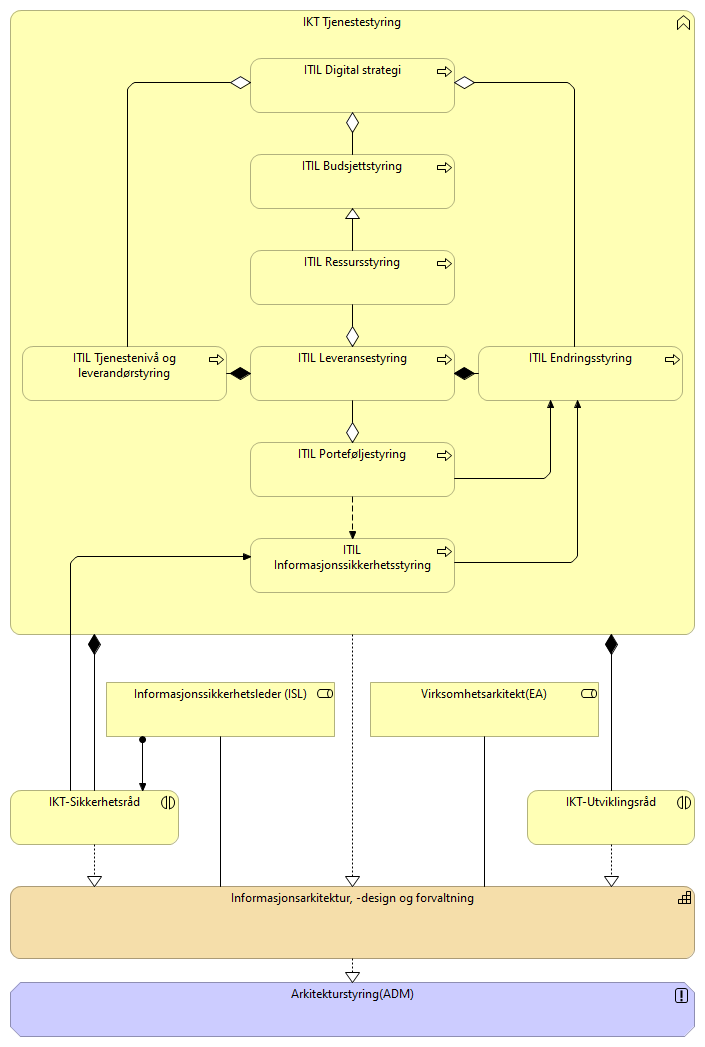 IKT Tjenestestyring
ITIL Digital strategi
ITIL Budsjettstyring
ITIL Ressursstyring
ITIL Tjenestenivå og
leverandørstyring
ITIL Leveransestyring
ITIL Endringsstyring
ITIL Porteføljestyring
ITIL
Informasjonssikkerhetsstyring
Informasjonssikkerhetsleder (ISL)
Virksomhetsarkitekt(EA)
IKT-Sikkerhetsråd
IKT-Utviklingsråd
Informasjonsarkitektur, -design og forvaltning
Arkitekturstyring(ADM)